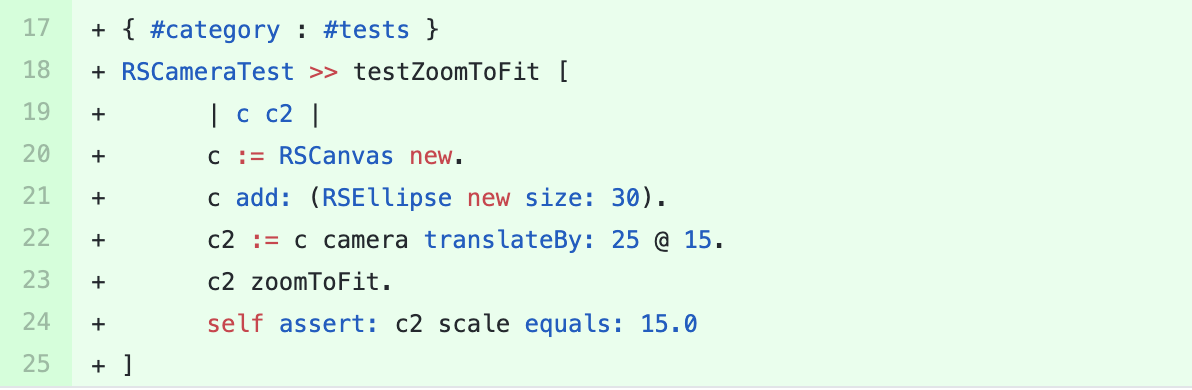 17 + { #category : #tests }
18 + RSCameraTest >> testZoomToFit [
19 + | c c2 |
20 + c := RSCanvas new.
21 + c add: (RSEllipse new size: 30).
22 + c2 := c camera translateBy: 25 @ 15.
23 + c2 zoomToFit.
24 + self assert: c2 scale equals: 15.0
25 + ]